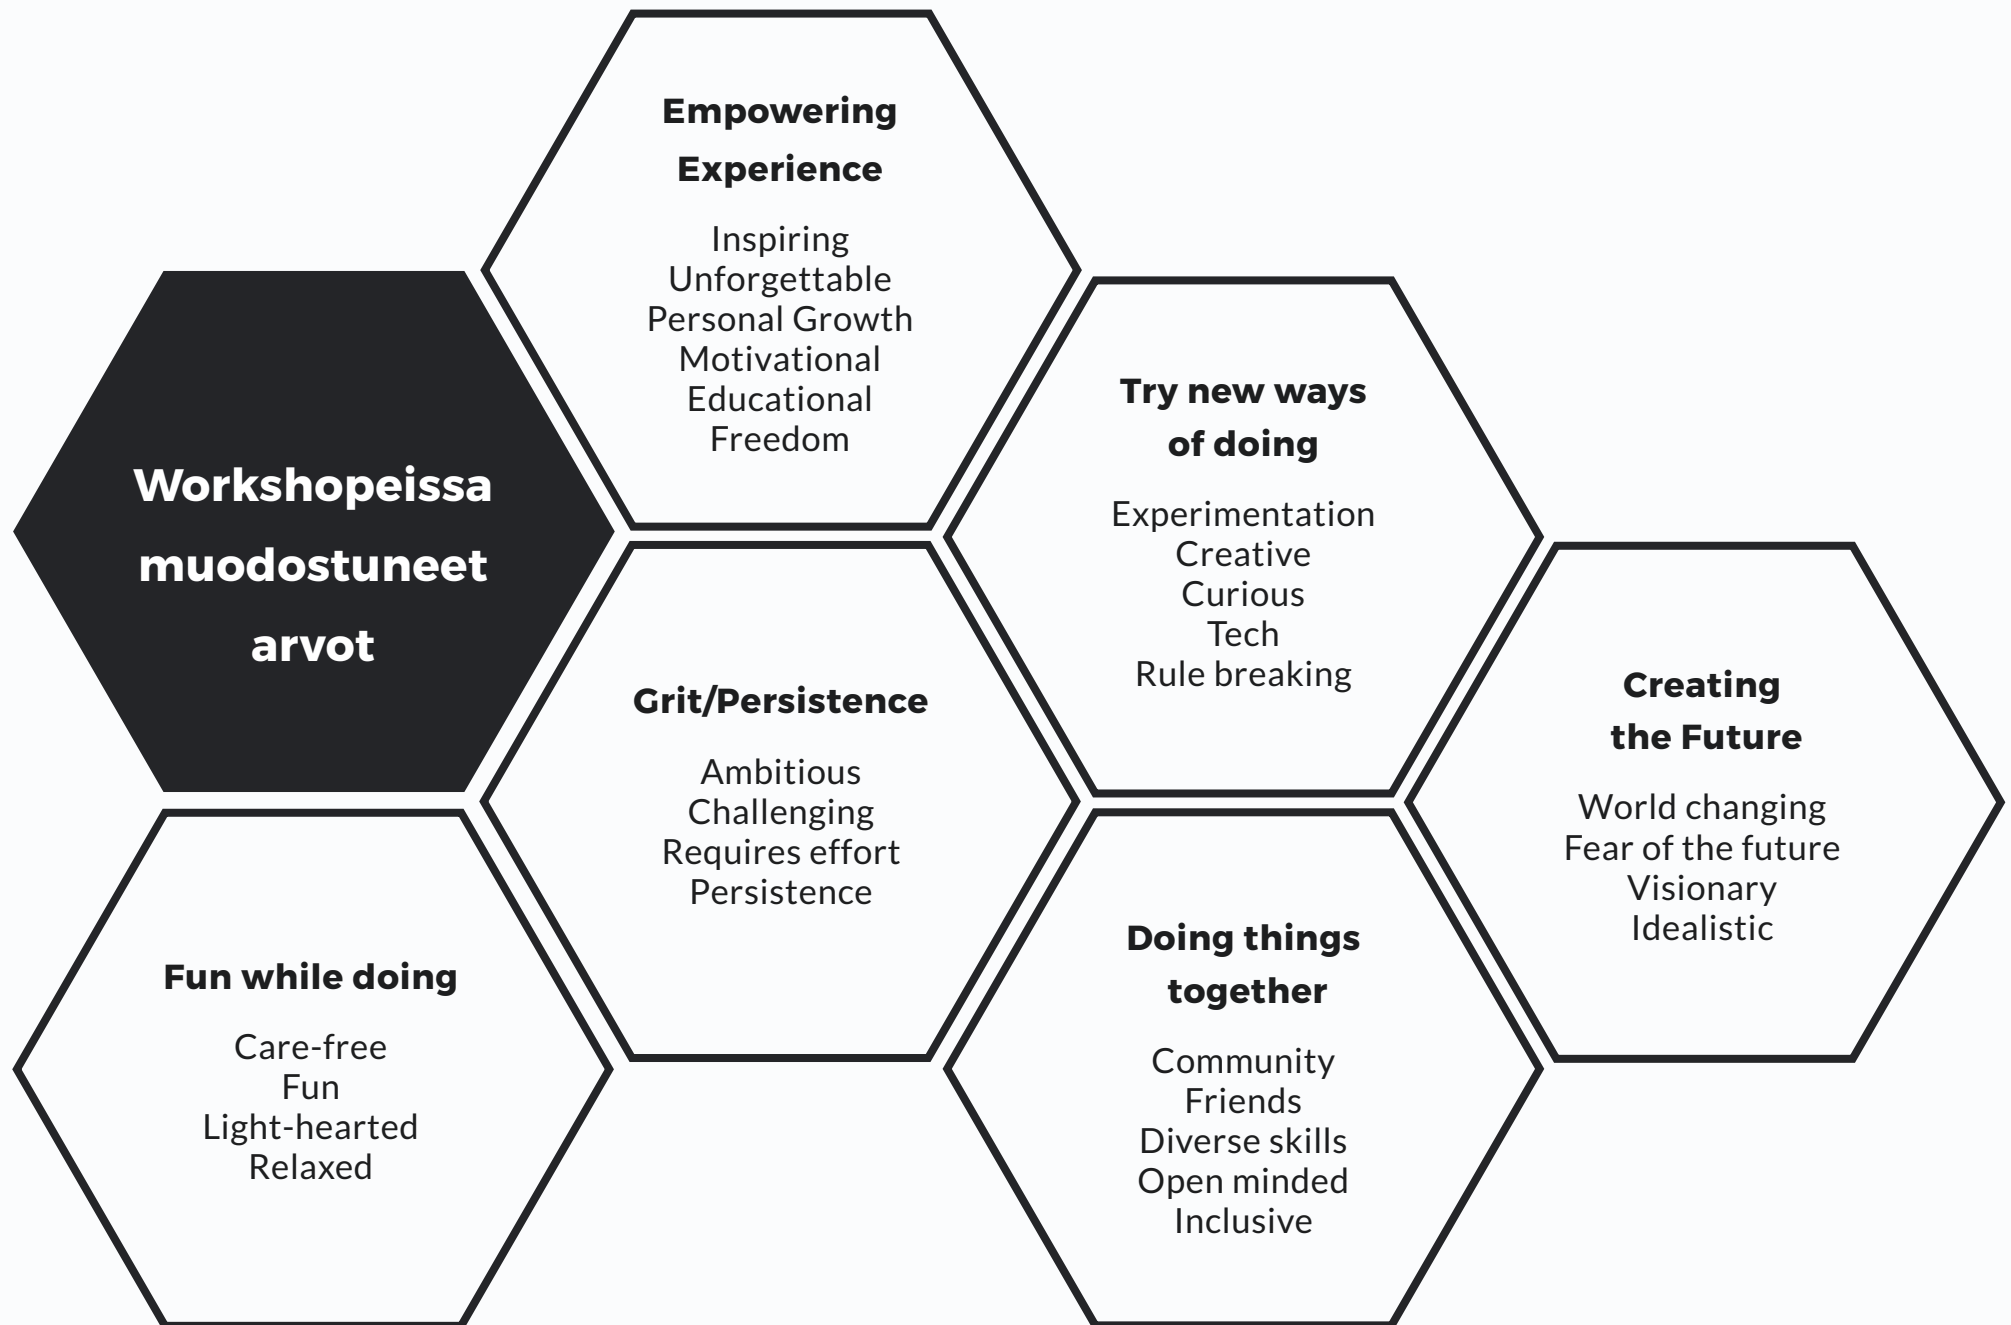 Empowering
Experience
Inspiring
Unforgettable
Personal Growth
Motivational
Educational
Freedom
Workshopeissa
muodostuneet
arvot
Try new ways
of doing
Experimentation
Creative
Curious
Tech
Rule breaking
Grit/Persistence
Ambitious
Challenging
Requires effort
Persistence
Creating
the Future
World changing
Fear of the future
Visionary
Idealistic
Fun while doing
Care-free
Fun
Light-hearted
Relaxed
Doing things
together
Community
Friends
Diverse skills
Open minded
Inclusive